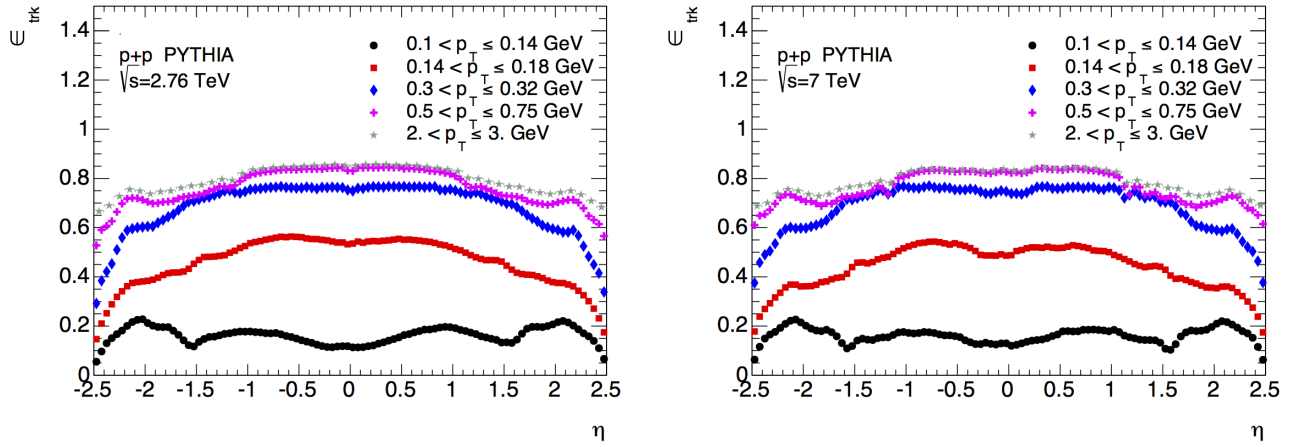 ∈ trk
1.4
1.2
1
0.8
0.6
0.4
0.2
0
p+p PYTHIA
√s=2.76 TeV
0.1 < p_T ≤ 0.14 GeV
0.14 < p_T ≤ 0.18 GeV
0.3 < p_T ≤ 0.32 GeV
0.5 < p_T ≤ 0.75 GeV
2. < p_T ≤ 3. GeV
-2.5 -2 -1.5 -1 -0.5 0 0.5 1 1.5 2 2.5
η
∈ trk
1.4
1.2
1
0.8
0.6
0.4
0.2
0
p+p PYTHIA
√s=7 TeV
0.1 < p_T ≤ 0.14 GeV
0.14 < p_T ≤ 0.18 GeV
0.3 < p_T ≤ 0.32 GeV
0.5 < p_T ≤ 0.75 GeV
2. < p_T ≤ 3. GeV
-2.5 -2 -1.5 -1 -0.5 0 0.5 1 1.5 2 2.5
η